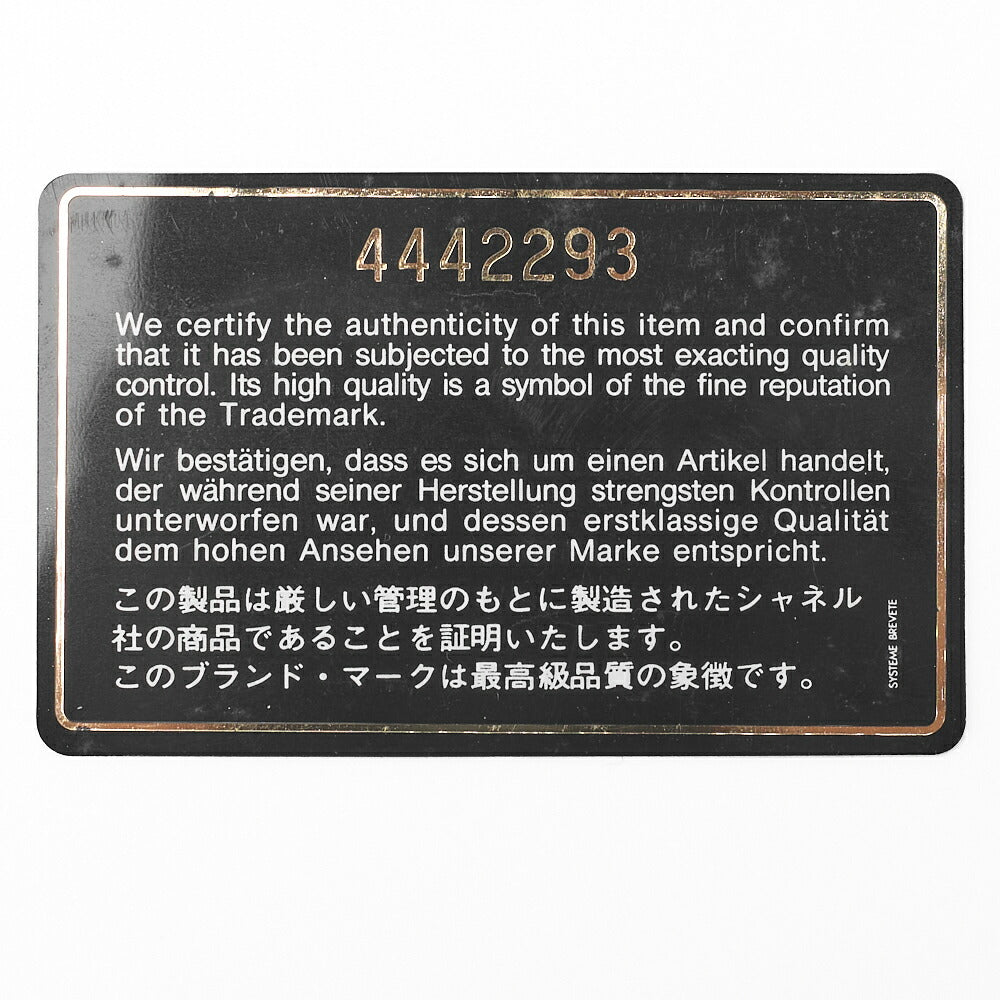 4442293
We certify the authenticity of this item and confirm
that it has been subjected to the most exacting quality
control. Its high quality is a symbol of the fine reputation
of the Trademark.
Wir bestätigen, dass es sich um einen Artikel handelt,
der während seiner Herstellung strengsten Kontrollen
unterworfen war, und dessen erstklassige Qualität
dem hohen Ansehen unserer Marke entspricht.
この製品は厳しい管理のもとに製造されたシャネル
社の商品であることを証明いたします。
このブランド・マークは最高級品質の象徴です。
SYSTEME BREVETE